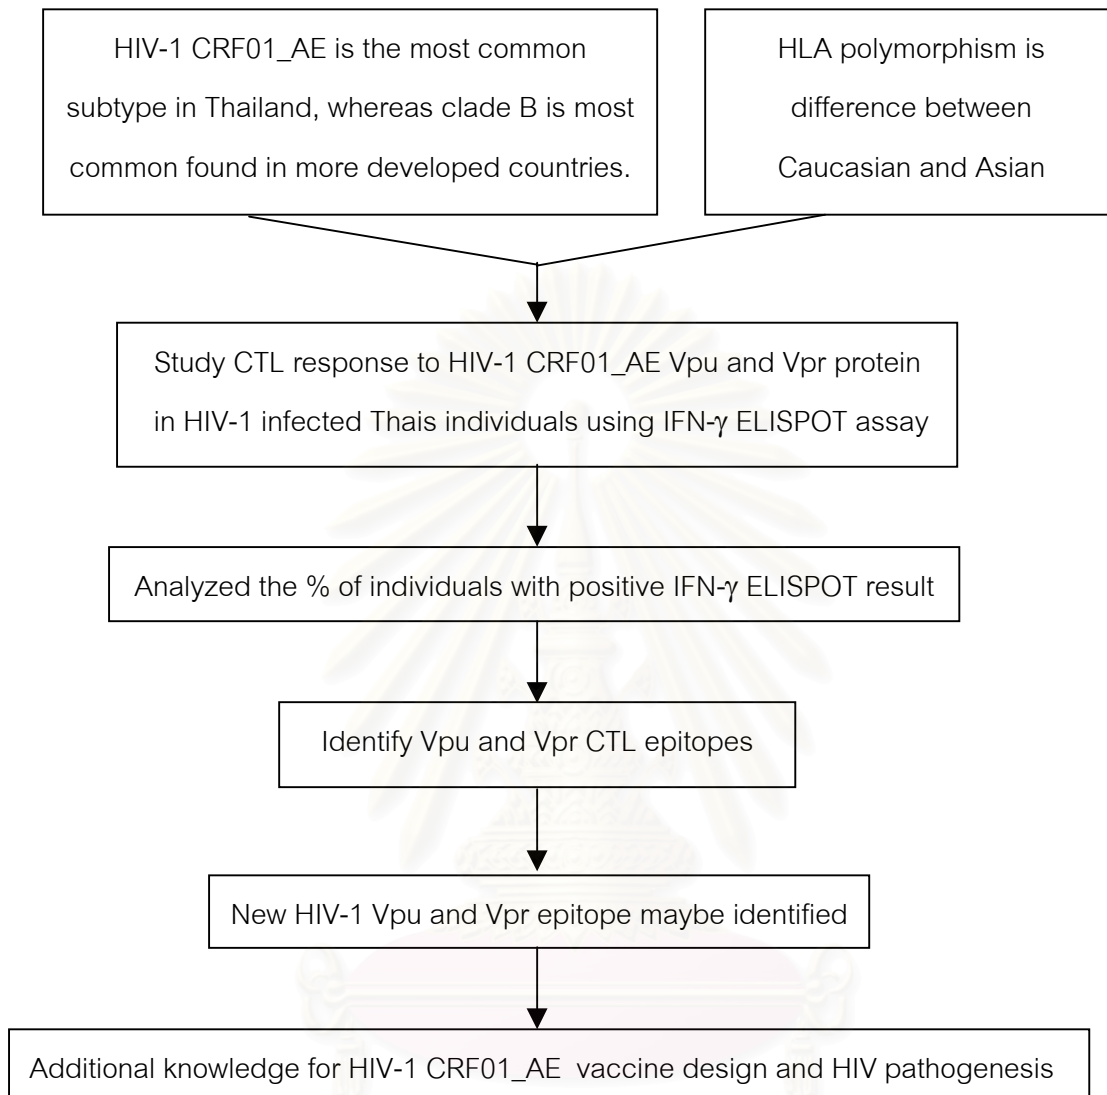 HIV-1 CRF01_AE is the most common
subtype in Thailand, whereas clade B is most
common found in more developed countries.
HLA polymorphism is
difference between
Caucasian and Asian
Study CTL response to HIV-1 CRF01_AE Vpu and Vpr protein
in HIV-1 infected Thais individuals using IFN-γ ELISPOT assay
Analyzed the % of individuals with positive IFN-γ ELISPOT result
Identify Vpu and Vpr CTL epitopes
New HIV-1 Vpu and Vpr epitope maybe identified
Additional knowledge for HIV-1 CRF01_AE vaccine design and HIV pathogenesis